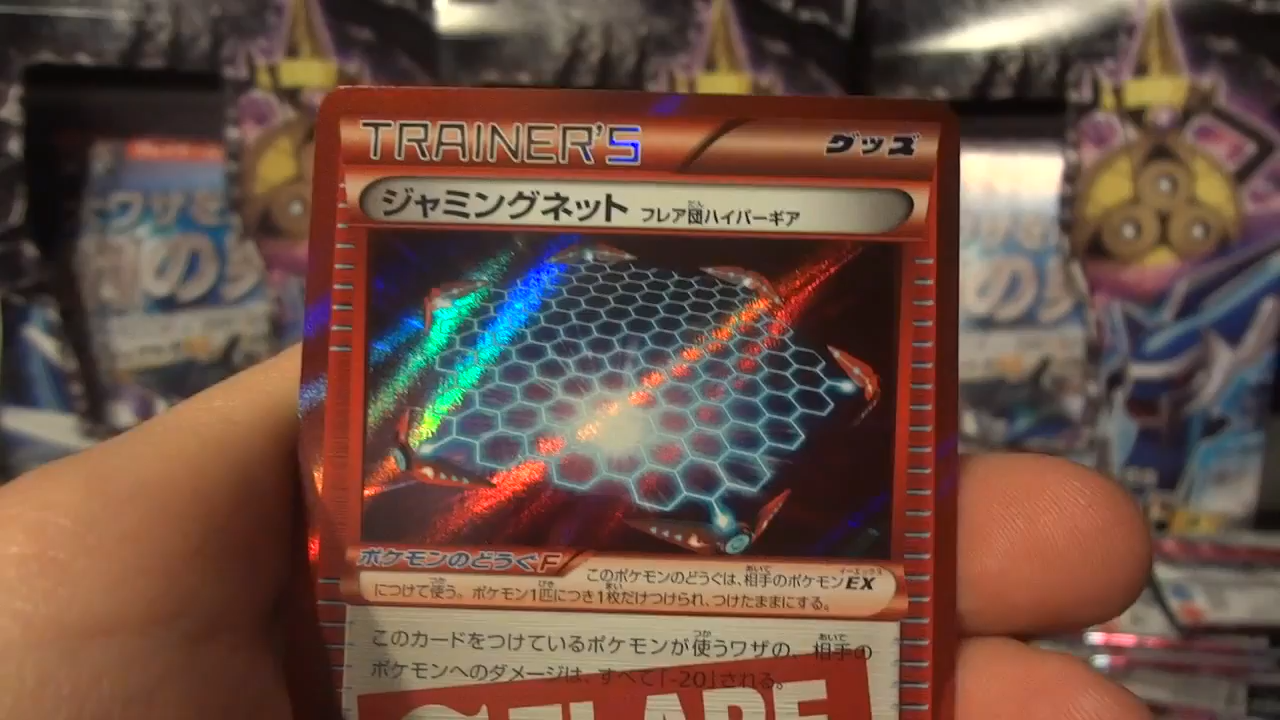 TRAINER'S グッズ
ジャミングネット フレア団ハイパーギア
ポケモンのどうぐF
このポケモンのどうぐは、相手のポケモンEX
につけて使う。ポケモン1匹につき1枚だけつけられ、つけたままにする。
このカードをつけているポケモンが使うワザの、相手の
ポケモンへのダメージは、すべて「-20」される。
FLARE